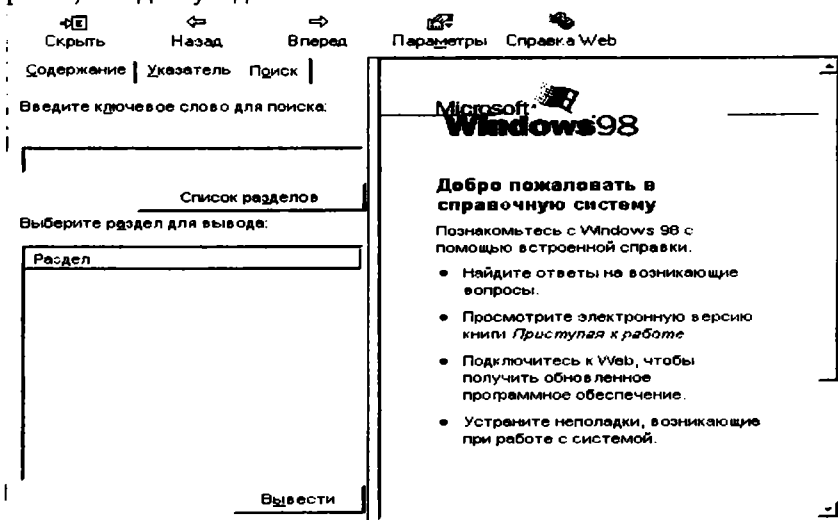 Скрыть Назад Вперед Параметры Справка Web
Содержание Указатель Поиск
Введите ключевое слово для поиска:
Список разделов
Выберите раздел для вывода:
Раздел
Вывести
Microsoft
Windows 98
Добро пожаловать в
справочную систему
Познакомьтесь с Windows 98 с
помощью встроенной справки.
• Найдите ответы на возникающие
вопросы.
• Просмотрите электронную версию
книги Приступая к работе
• Подключитесь к Web, чтобы
получить обновленное
программное обеспечение.
• Устраните неполадки, возникающие
при работе с системой.